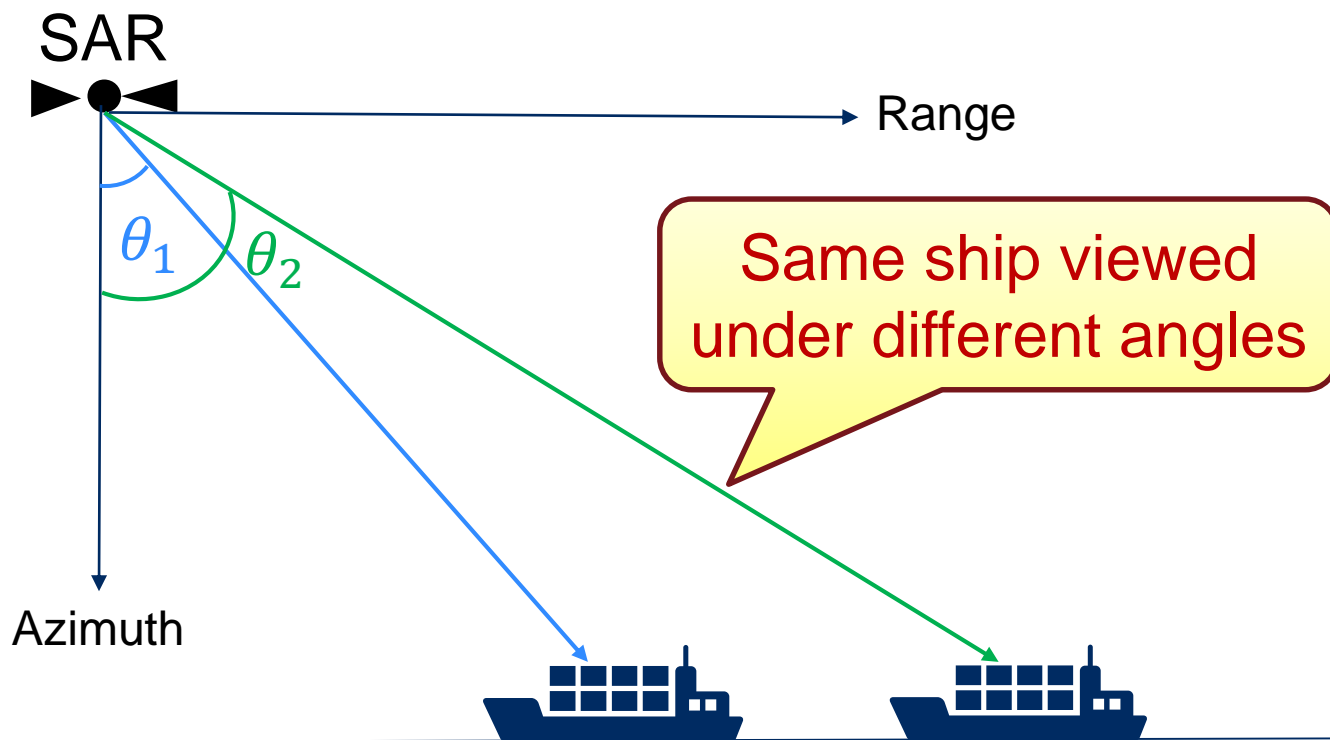 SAR
Range
θ₁
θ₂
Same ship viewed
under different angles
Azimuth